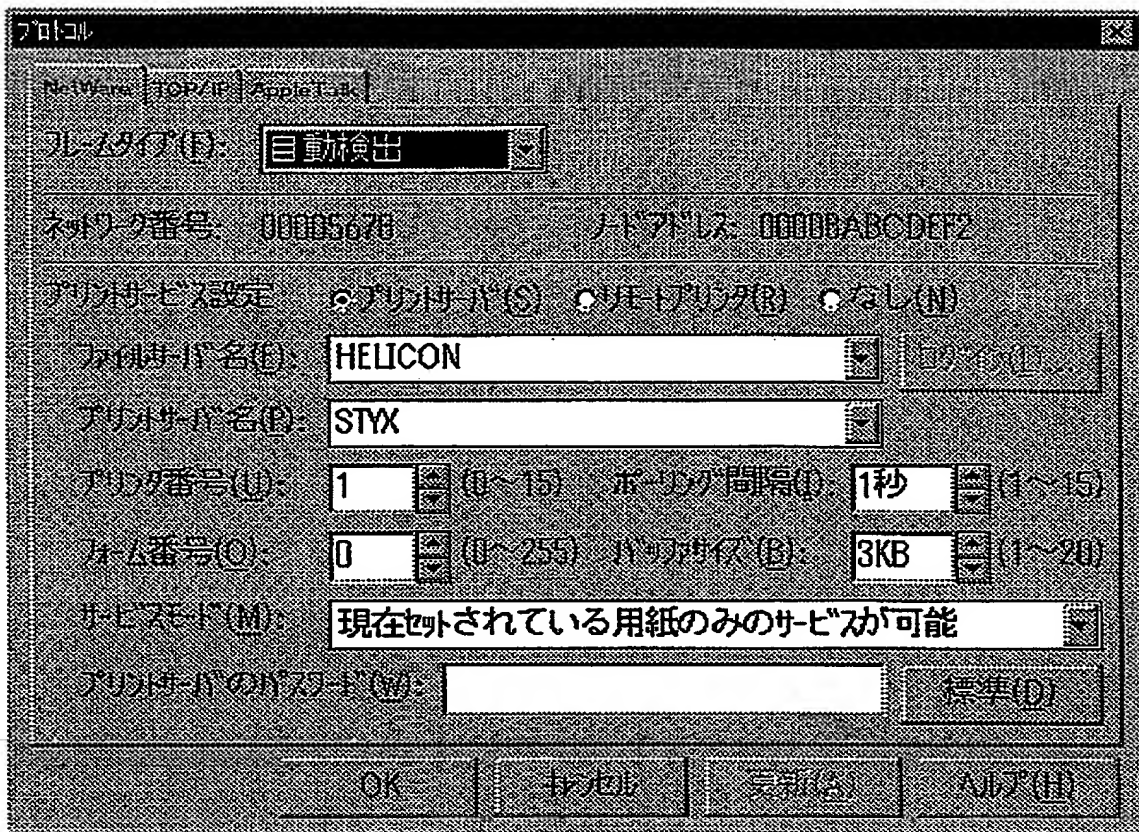 プロトコル
NetWare TCP/IP AppleTalk
フレームタイプ(F): 自動検出
ネットワーク番号: 00005678 ノードアドレス: 0000BABCDEF2
プリントサービス設定 プリントサーバ(S) リモートプリンタ(R) なし(N)
ファイルサーバ名(E): HELICON ログイン(L)...
プリントサーバ名(P): STYX
プリンタ番号(U): 1 (0～15) ポーリング間隔(I): 1秒 (1～15)
フォーム番号(O): 0 (0～255) バッファサイズ(B): 3KB (1～20)
サービスモード(M): 現在セットされている用紙のみのサービスが可能
プリントサーバのパスワード(W): 標準(D)
OK キャンセル 更新(A) ヘルプ(H)